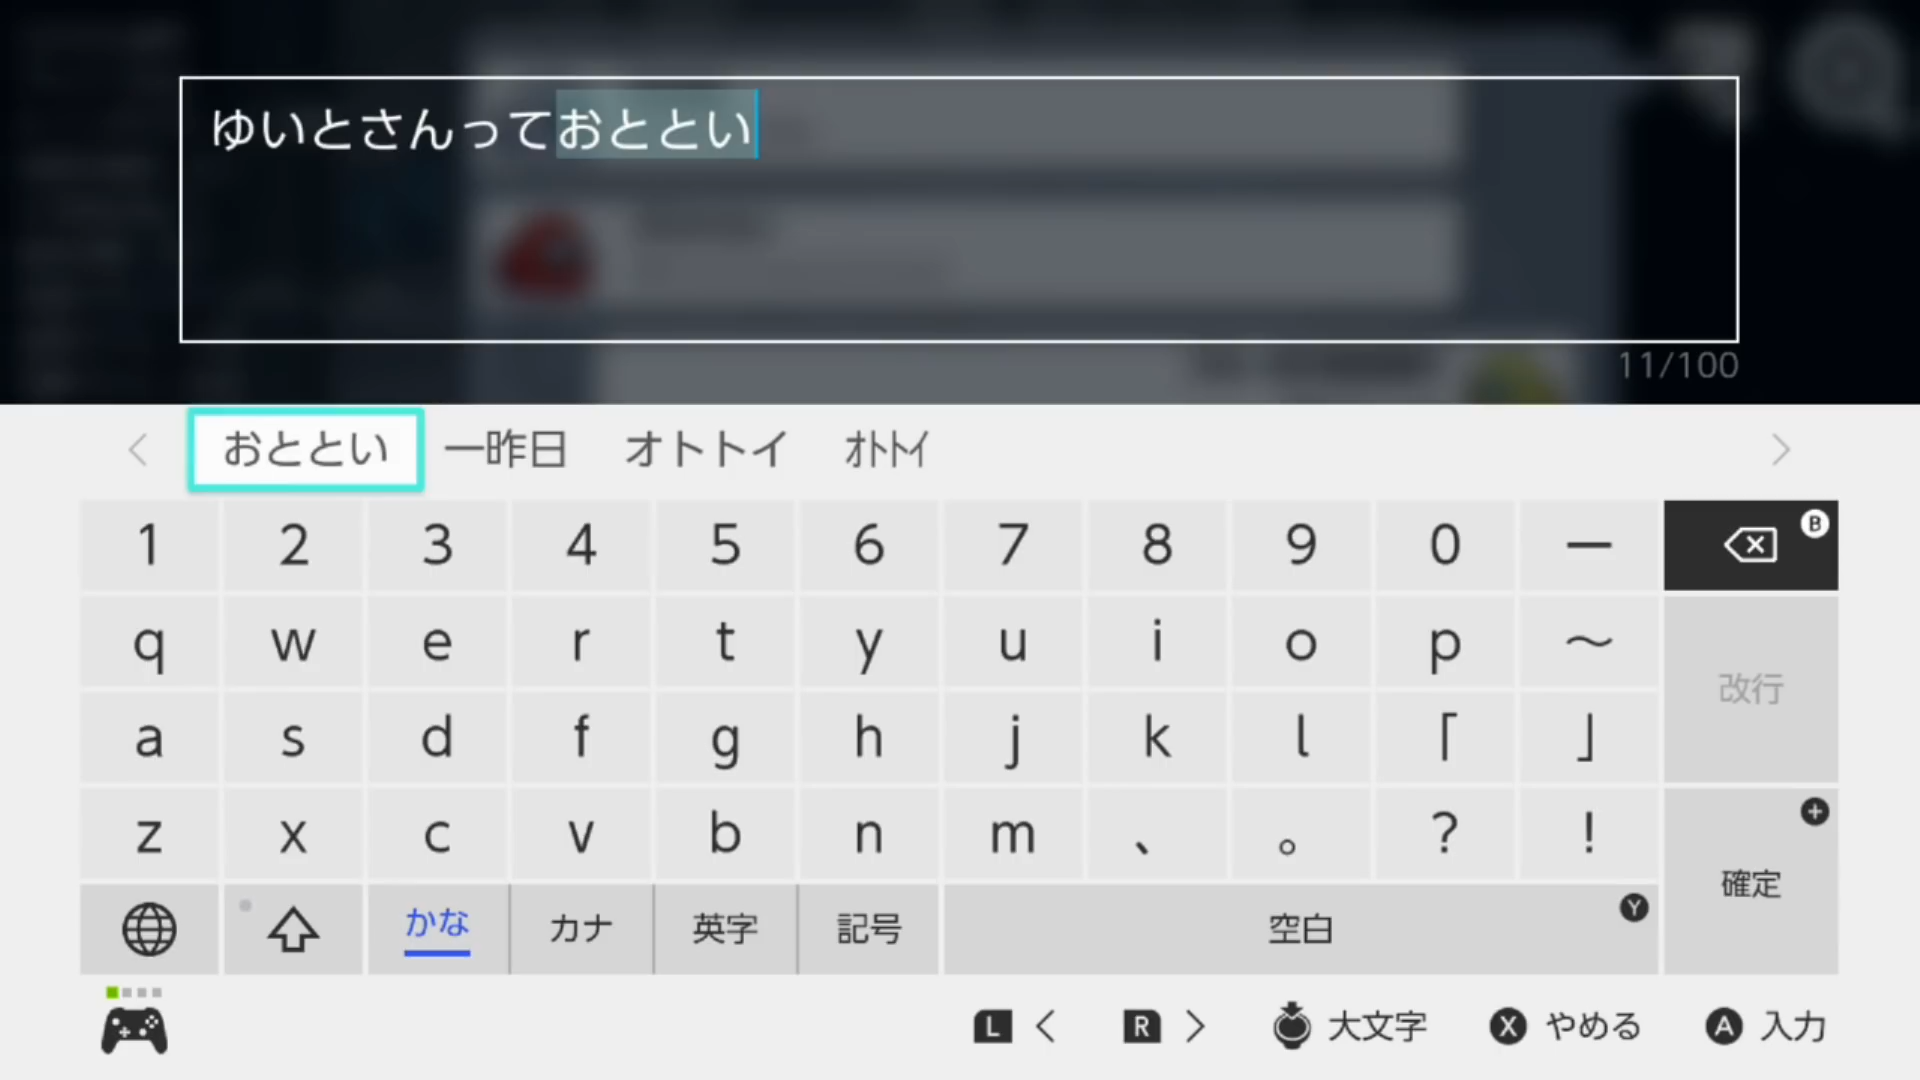 ゆいとさんっておととい
11/100
おととい 一昨日 オトトイ ｵﾄﾄｲ
1 2 3 4 5 6 7 8 9 0 ー B
q w e r t y u i o p ～
改行
a s d f g h j k l 「 」
z x c v b n m 、 。 ? ! +
確定
かな カナ 英字 記号 空白 Y
L R 大文字 X やめる A 入力